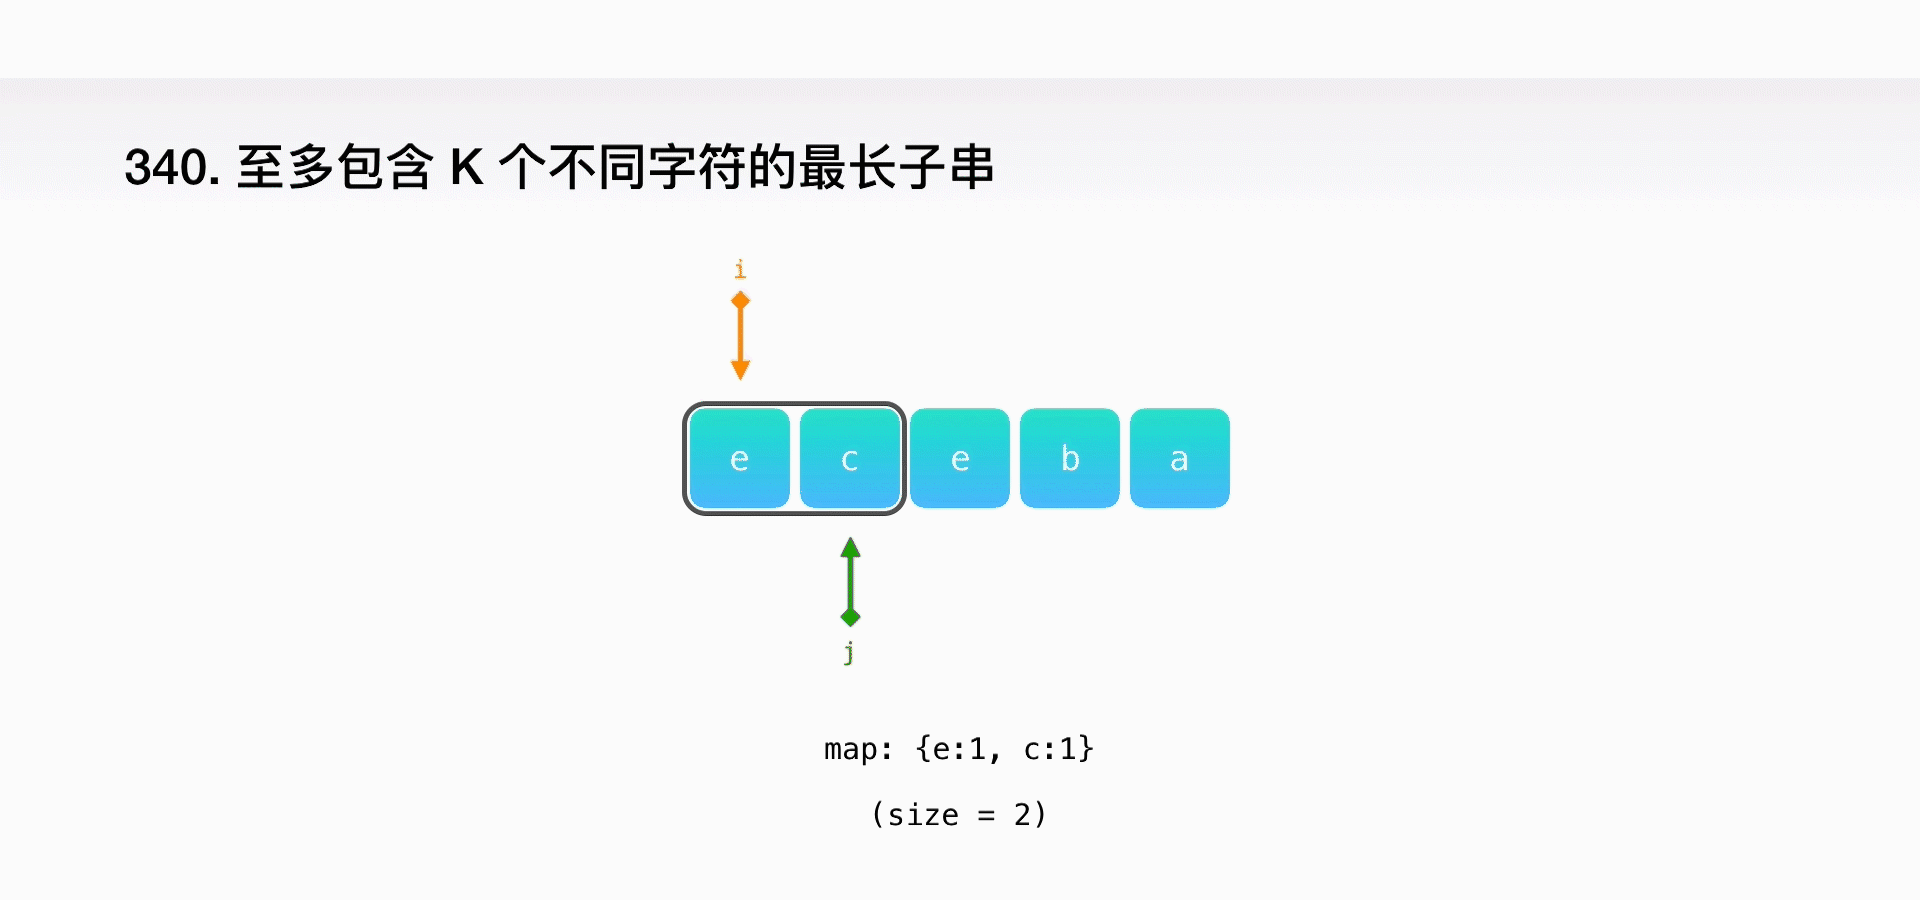 340. 至多包含 K 个不同字符的最长子串
i
e c e b a
j
map: {e:1, c:1}
(size = 2)